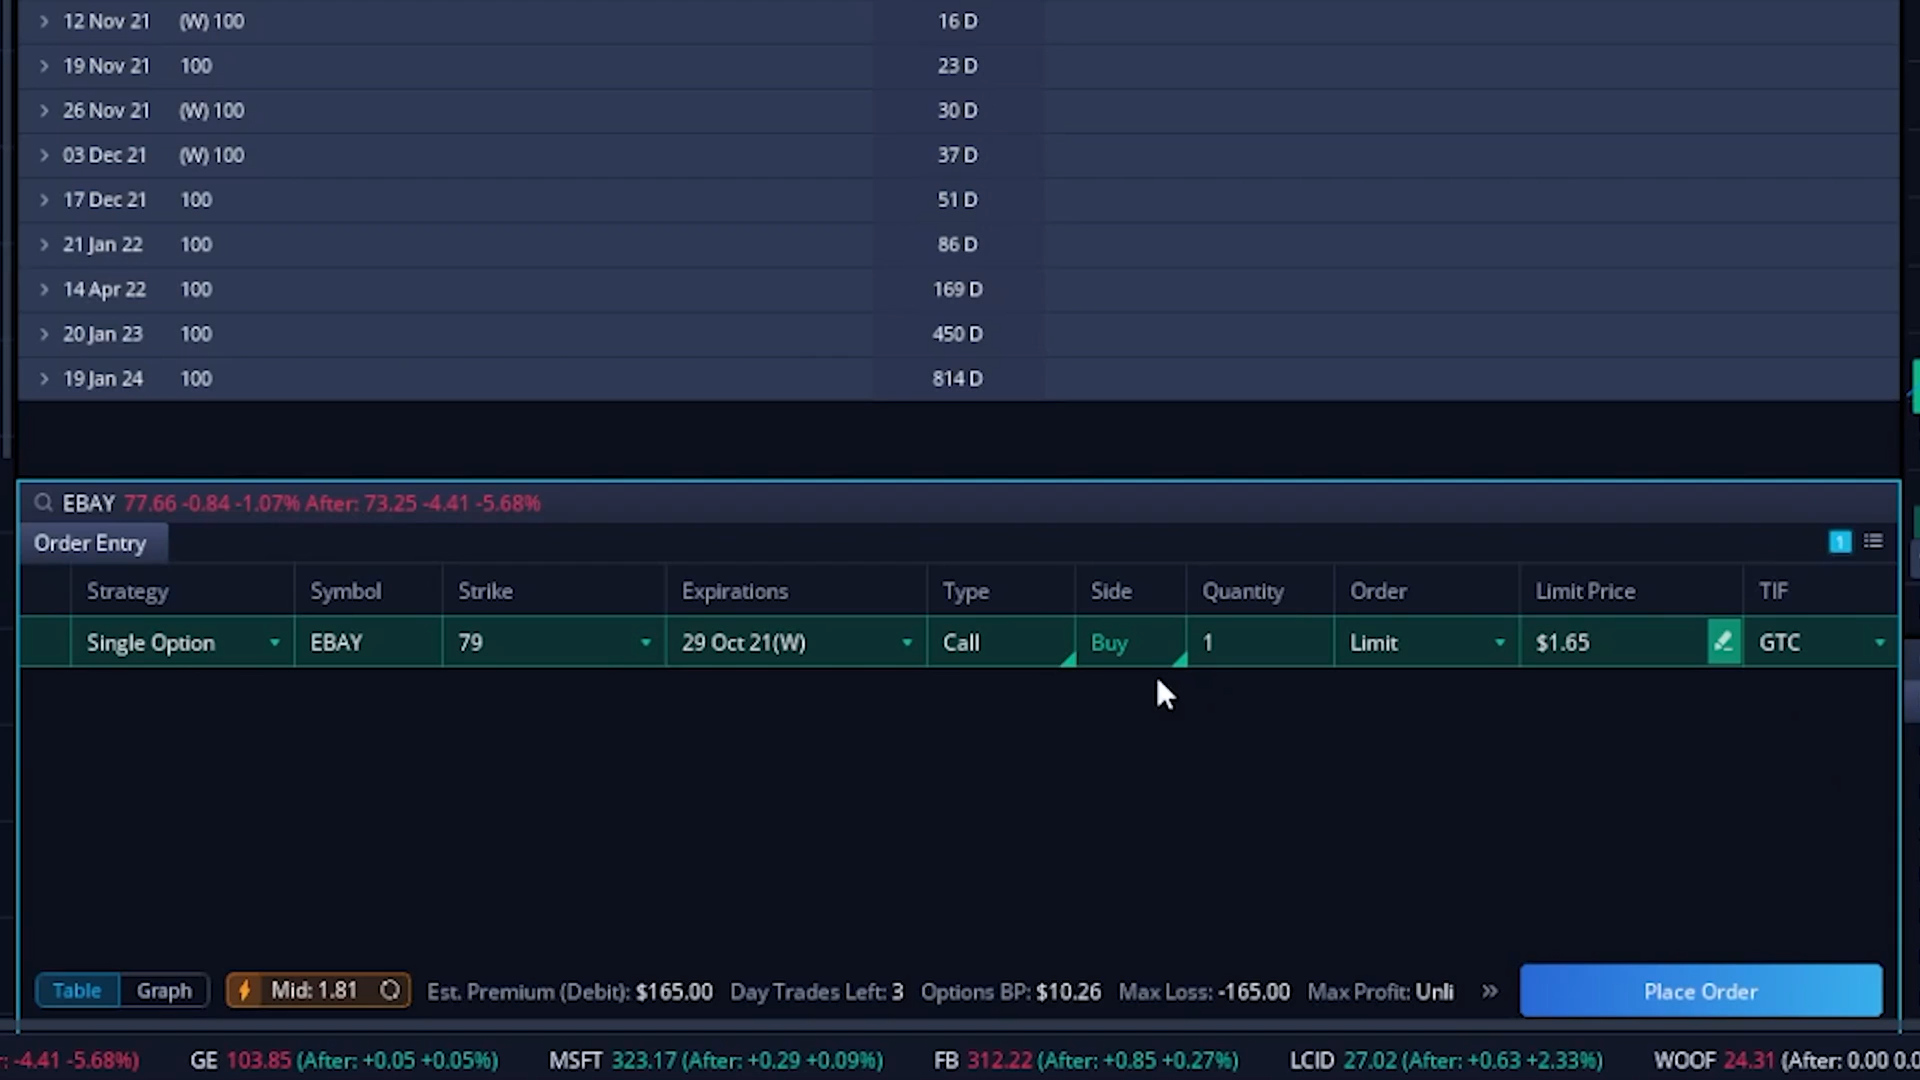 12 Nov 21 (W) 100 16 D
19 Nov 21 100 23 D
26 Nov 21 (W) 100 30 D
03 Dec 21 (W) 100 37 D
17 Dec 21 100 51 D
21 Jan 22 100 86 D
14 Apr 22 100 169 D
20 Jan 23 100 450 D
19 Jan 24 100 814 D
EBAY 77.66 -0.84 -1.07% After: 73.25 -4.41 -5.68%
Order Entry 1
Strategy Symbol Strike Expirations Type Side Quantity Order Limit Price TIF
Single Option EBAY 79 29 Oct 21(W) Call Buy 1 Limit $1.65 GTC
Table Graph Mid: 1.81 Est. Premium (Debit): $165.00 Day Trades Left: 3 Options BP: $10.26 Max Loss: -165.00 Max Profit: Unli » Place Order
: -4.41 -5.68%) GE 103.85 (After: +0.05 +0.05%) MSFT 323.17 (After: +0.29 +0.09%) FB 312.22 (After: +0.85 +0.27%) LCID 27.02 (After: +0.63 +2.33%) WOOF 24.31 (After: 0.00 0.0